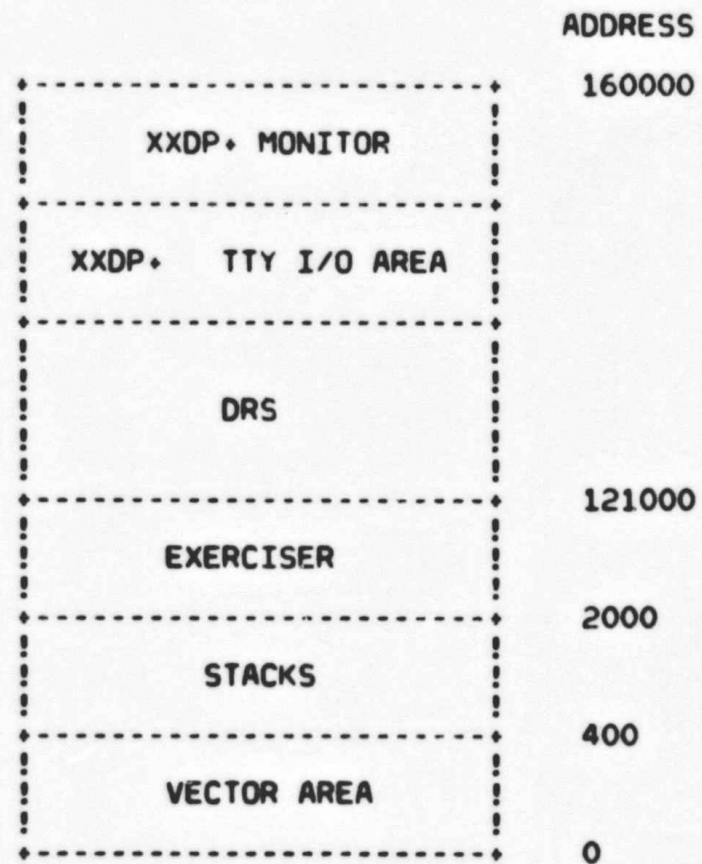 ADDRESS
160000
XXDP+ MONITOR
XXDP+ TTY I/O AREA
DRS
121000
EXERCISER
2000
STACKS
400
VECTOR AREA
0